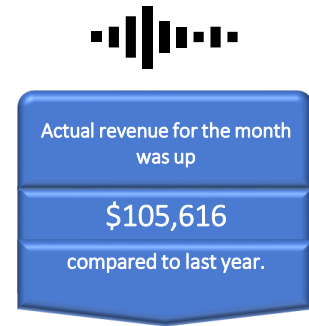 Actual revenue for the month
was up
$105,616
compared to last year.